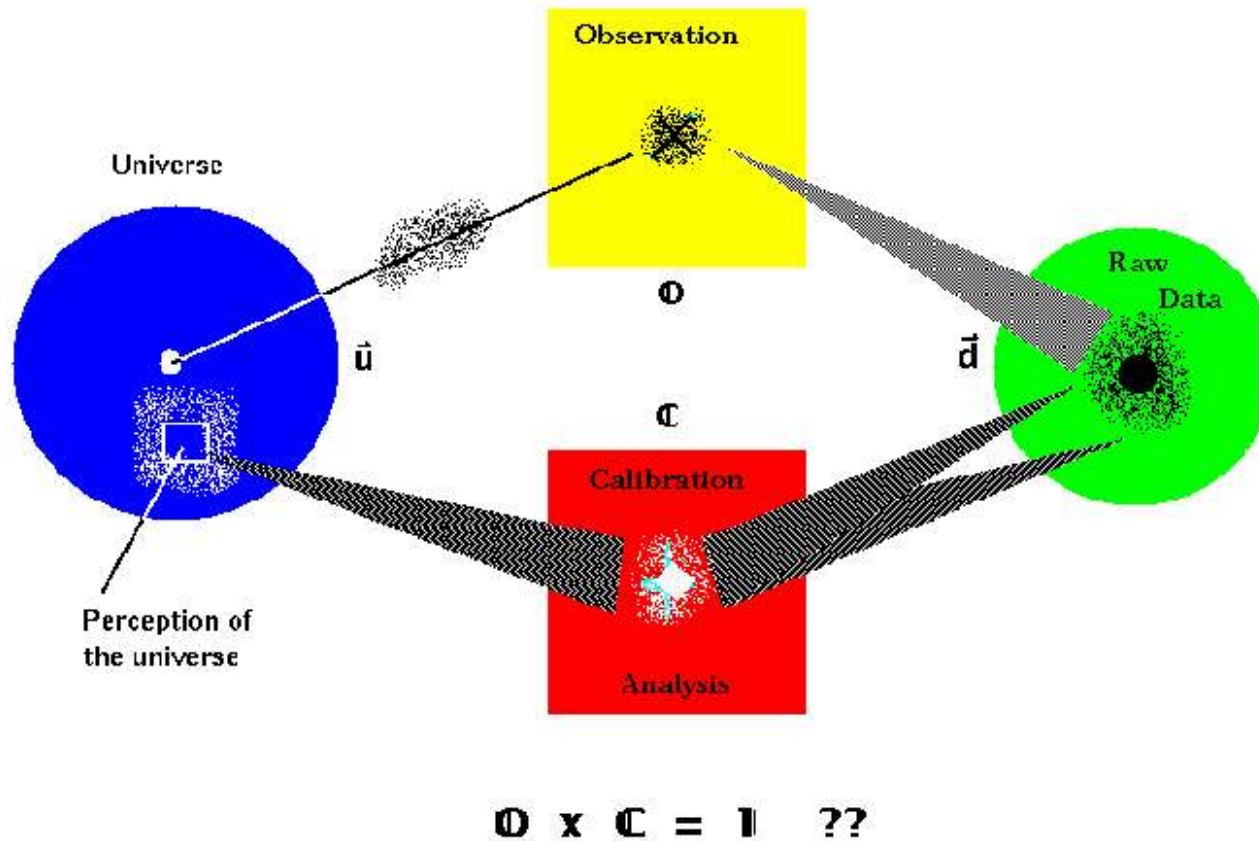 Observation
Universe
𝕆
Raw
Data
u⃗
d⃗
ℂ
Calibration
Perception of
the universe
Analysis
𝕆 x ℂ = 𝟙 ??